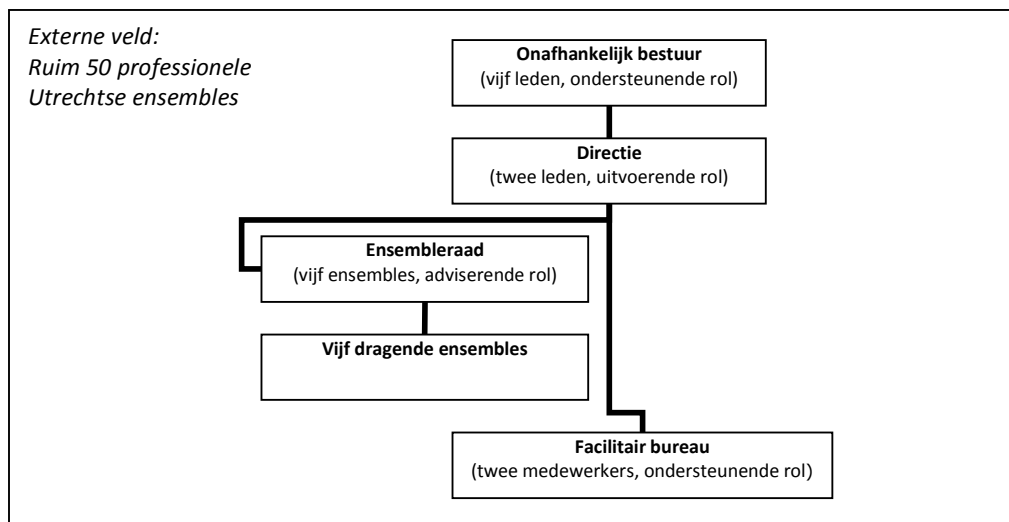 Externe veld:
Ruim 50 professionele
Utrechtse ensembles
Onafhankelijk bestuur
(vijf leden, ondersteunende rol)
Directie
(twee leden, uitvoerende rol)
Ensembleraad
(vijf ensembles, adviserende rol)
Vijf dragende ensembles
Facilitair bureau
(twee medewerkers, ondersteunende rol)